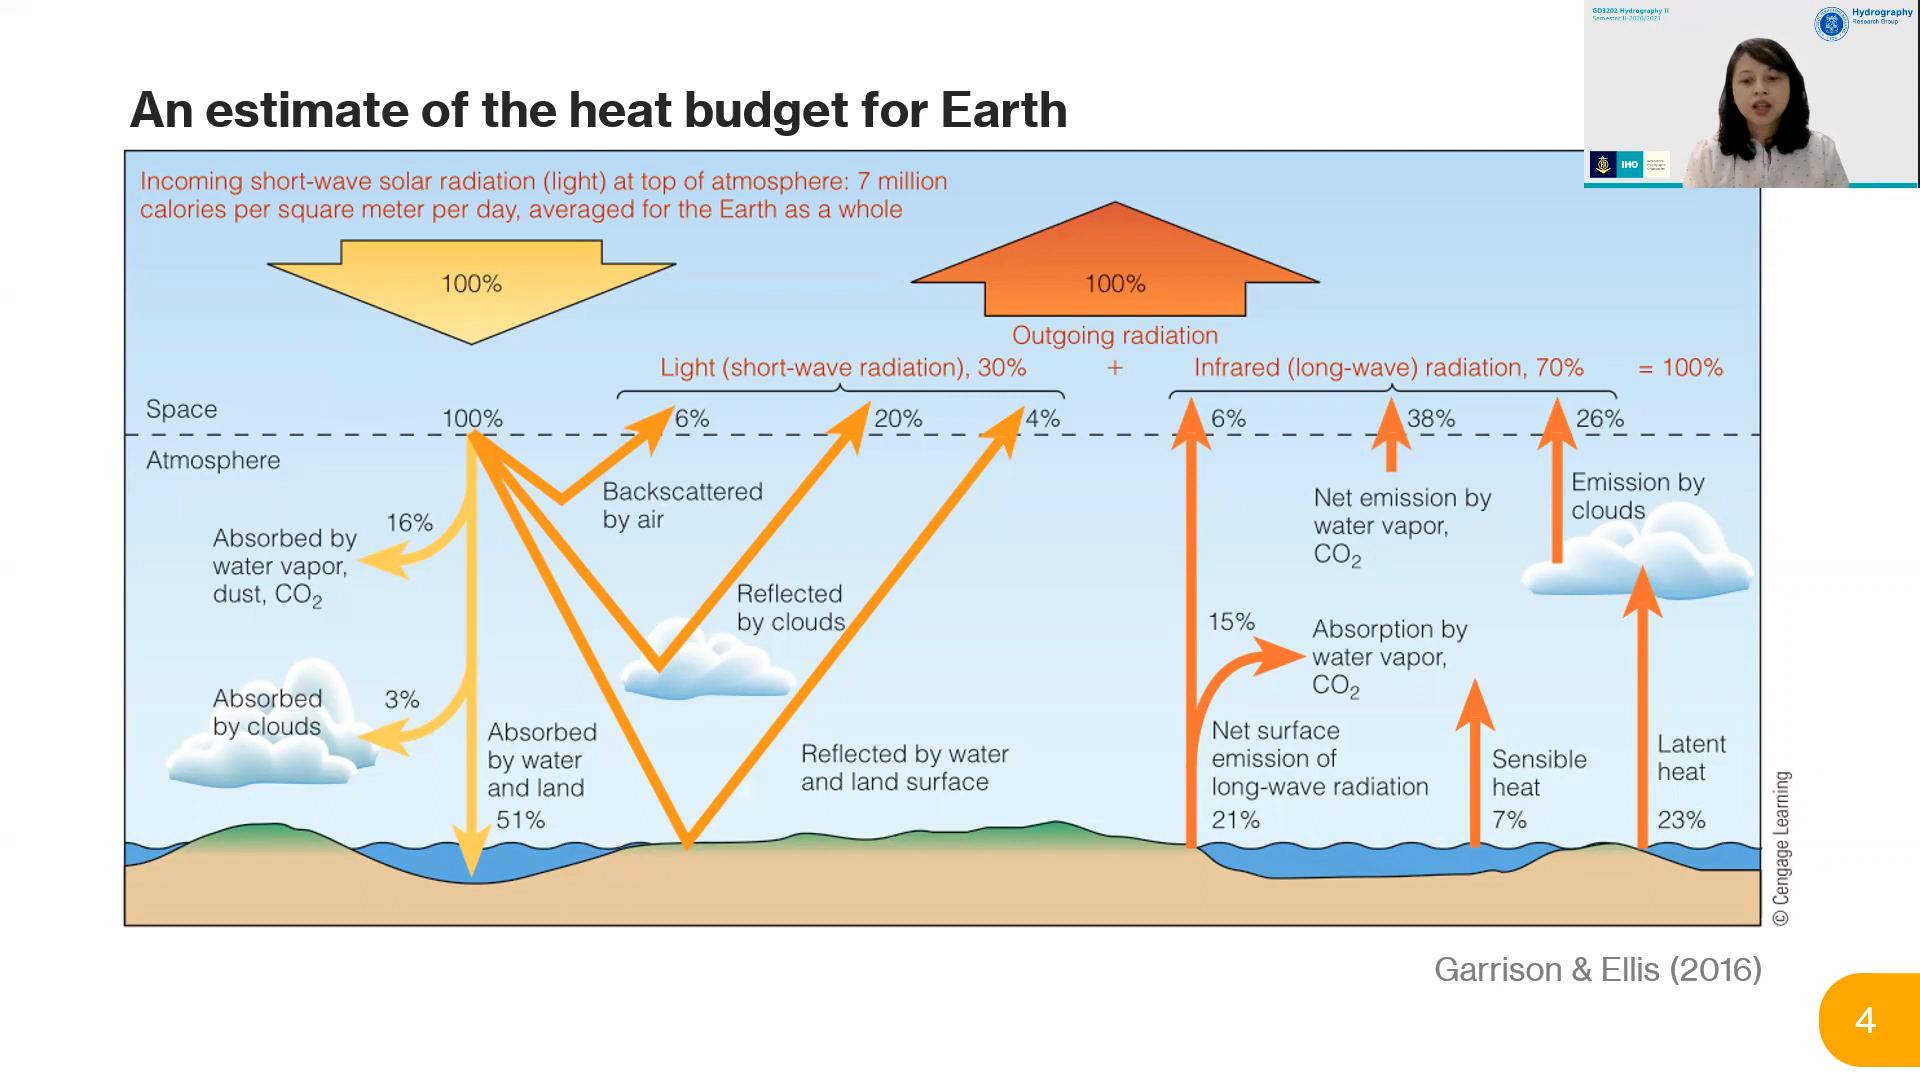 GD3202 Hydrography II
Semester II-2020/2021
Hydrography
Research Group
IHO
An estimate of the heat budget for Earth
Incoming short-wave solar radiation (light) at top of atmosphere: 7 million
calories per square meter per day, averaged for the Earth as a whole
100%
100%
Outgoing radiation
Light (short-wave radiation), 30%
+
Infrared (long-wave) radiation, 70%
= 100%
Space
100%
6%
20%
4%
6%
38%
26%
Atmosphere
16%
Absorbed by
water vapor,
dust, CO₂
Backscattered
by air
Net emission by
water vapor,
CO₂
Emission by
clouds
Reflected
by clouds
15%
Absorption by
water vapor,
CO₂
Absorbed
by clouds
3%
Absorbed
by water
and land
51%
Reflected by water
and land surface
Net surface
emission of
long-wave radiation
21%
Sensible
heat
7%
Latent
heat
23%
© Cengage Learning
Garrison & Ellis (2016)
4